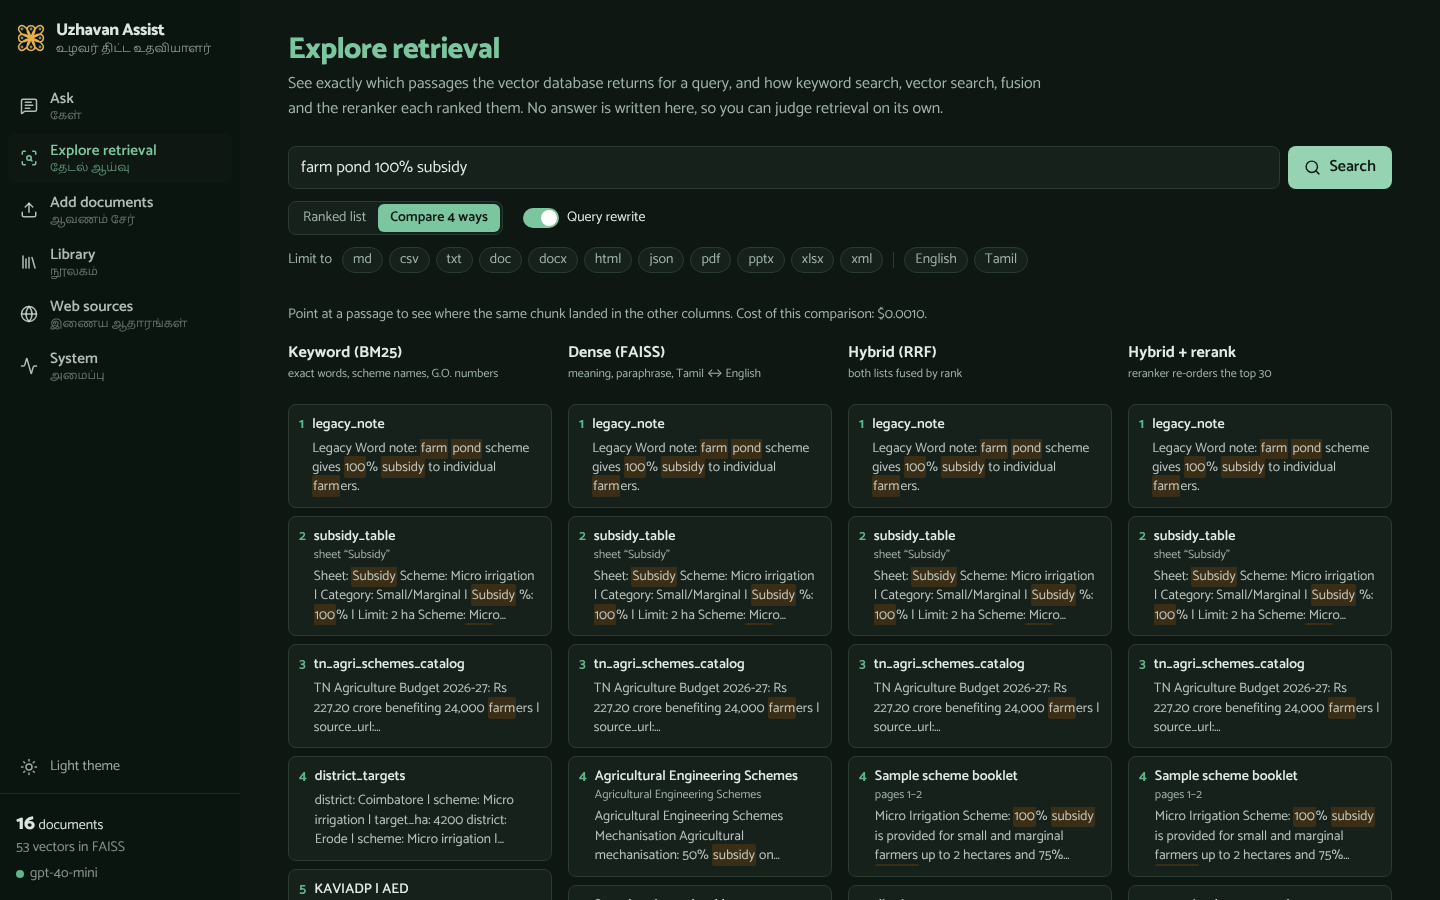 Uzhavan Assist
உழவர் திட்ட உதவியாளர்
Ask
கேள்
Explore retrieval
தேடல் ஆய்வு
Add documents
ஆவணம் சேர்
Library
நூலகம்
Web sources
இணைய ஆதாரங்கள்
System
அமைப்பு
Light theme
16 documents
53 vectors in FAISS
gpt-4o-mini
Explore retrieval
See exactly which passages the vector database returns for a query, and how keyword search, vector search, fusion
and the reranker each ranked them. No answer is written here, so you can judge retrieval on its own.
farm pond 100% subsidy
Search
Ranked list
Compare 4 ways
Query rewrite
Limit to md csv txt doc docx html json pdf pptx xlsx xml English Tamil
Point at a passage to see where the same chunk landed in the other columns. Cost of this comparison: $0.0010.
Keyword (BM25)
exact words, scheme names, G.O. numbers
1 legacy_note
Legacy Word note: farm pond scheme
gives 100% subsidy to individual
farmers.
2 subsidy_table
sheet “Subsidy”
Sheet: Subsidy Scheme: Micro irrigation
| Category: Small/Marginal | Subsidy %:
100% | Limit: 2 ha Scheme: Micro...
3 tn_agri_schemes_catalog
TN Agriculture Budget 2026-27: Rs
227.20 crore benefiting 24,000 farmers |
source_url:...
4 district_targets
district: Coimbatore | scheme: Micro
irrigation | target_ha: 4200 district:
Erode | scheme: Micro irrigation |...
5 KAVIADP | AED
Dense (FAISS)
meaning, paraphrase, Tamil ↔ English
1 legacy_note
Legacy Word note: farm pond scheme
gives 100% subsidy to individual
farmers.
2 subsidy_table
sheet “Subsidy”
Sheet: Subsidy Scheme: Micro irrigation
| Category: Small/Marginal | Subsidy %:
100% | Limit: 2 ha Scheme: Micro...
3 tn_agri_schemes_catalog
TN Agriculture Budget 2026-27: Rs
227.20 crore benefiting 24,000 farmers |
source_url:...
4 Agricultural Engineering Schemes
Agricultural Engineering Schemes
Agricultural Engineering Schemes
Mechanisation Agricultural
mechanisation: 50% subsidy on...
Hybrid (RRF)
both lists fused by rank
1 legacy_note
Legacy Word note: farm pond scheme
gives 100% subsidy to individual
farmers.
2 subsidy_table
sheet “Subsidy”
Sheet: Subsidy Scheme: Micro irrigation
| Category: Small/Marginal | Subsidy %:
100% | Limit: 2 ha Scheme: Micro...
3 tn_agri_schemes_catalog
TN Agriculture Budget 2026-27: Rs
227.20 crore benefiting 24,000 farmers |
source_url:...
4 Sample scheme booklet
pages 1–2
Micro Irrigation Scheme: 100% subsidy
is provided for small and marginal
farmers up to 2 hectares and 75%...
Hybrid + rerank
reranker re-orders the top 30
1 legacy_note
Legacy Word note: farm pond scheme
gives 100% subsidy to individual
farmers.
2 subsidy_table
sheet “Subsidy”
Sheet: Subsidy Scheme: Micro irrigation
| Category: Small/Marginal | Subsidy %:
100% | Limit: 2 ha Scheme: Micro...
3 tn_agri_schemes_catalog
TN Agriculture Budget 2026-27: Rs
227.20 crore benefiting 24,000 farmers |
source_url:...
4 Sample scheme booklet
pages 1–2
Micro Irrigation Scheme: 100% subsidy
is provided for small and marginal
farmers up to 2 hectares and 75%...